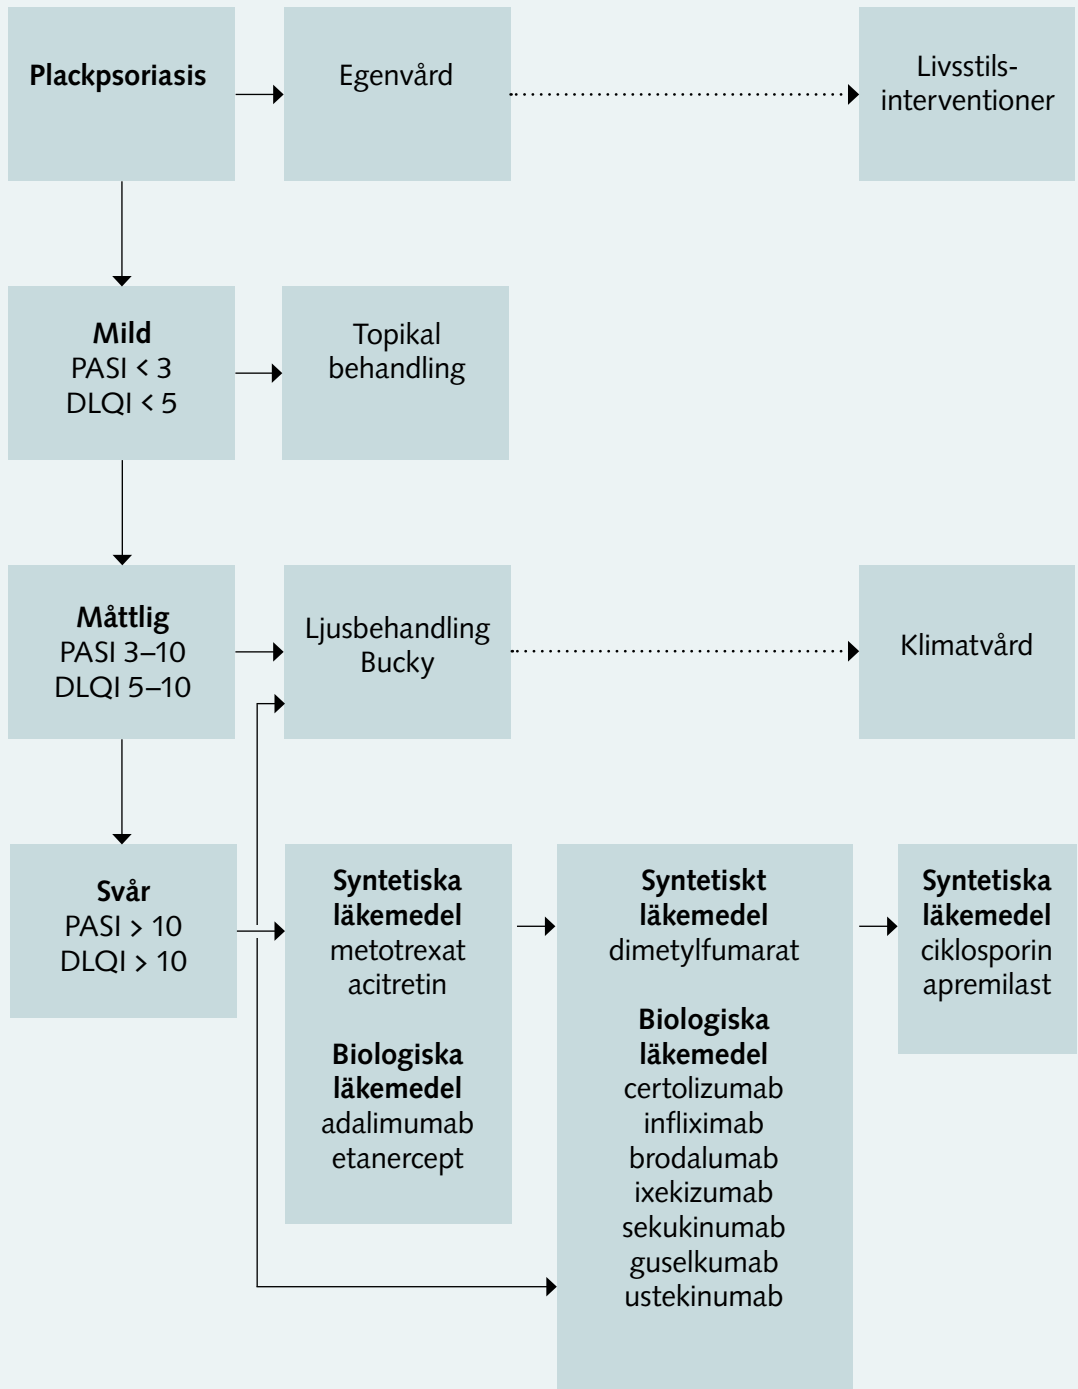 Plackpsoriasis
Egenvård
Livsstils-
interventioner
Mild
PASI < 3
DLQI < 5
Topikal
behandling
Måttlig
PASI 3–10
DLQI 5–10
Ljusbehandling
Bucky
Klimatvård
Svår
PASI > 10
DLQI > 10
Syntetiska
läkemedel
metotrexat
acitretin
Biologiska
läkemedel
adalimumab
etanercept
Syntetiskt
läkemedel
dimetylfumarat
Biologiska
läkemedel
certolizumab
infliximab
brodalumab
ixekizumab
sekukinumab
guselkumab
ustekinumab
Syntetiska
läkemedel
ciklosporin
apremilast